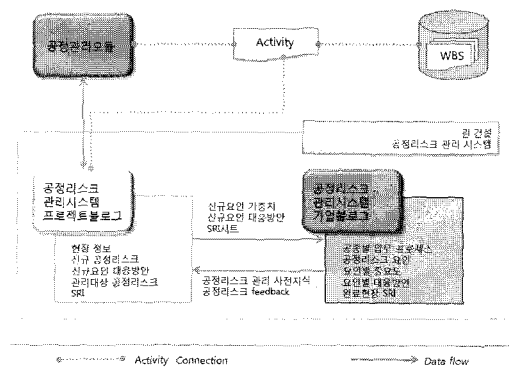 공정관리모듈
Activity
WBS
린 건설
공정리스크 관리 시스템
공정리스크
관리시스템
프로젝트블로그
공정리스크
관리시스템
기업블로그
신규요인 가중치
신규요인 대응방안
SRI시트
현장 정보
신규 공정리스크
신규요인 대응방안
관리대상 공정리스크
SRI
공정리스크 관리 사전지식
공정리스크 feedback
공종별 업무 프로세스
공정리스크 요인
요인별 중요도
요인별 대응방안
완료현장 SRI
Activity Connection
Data flow